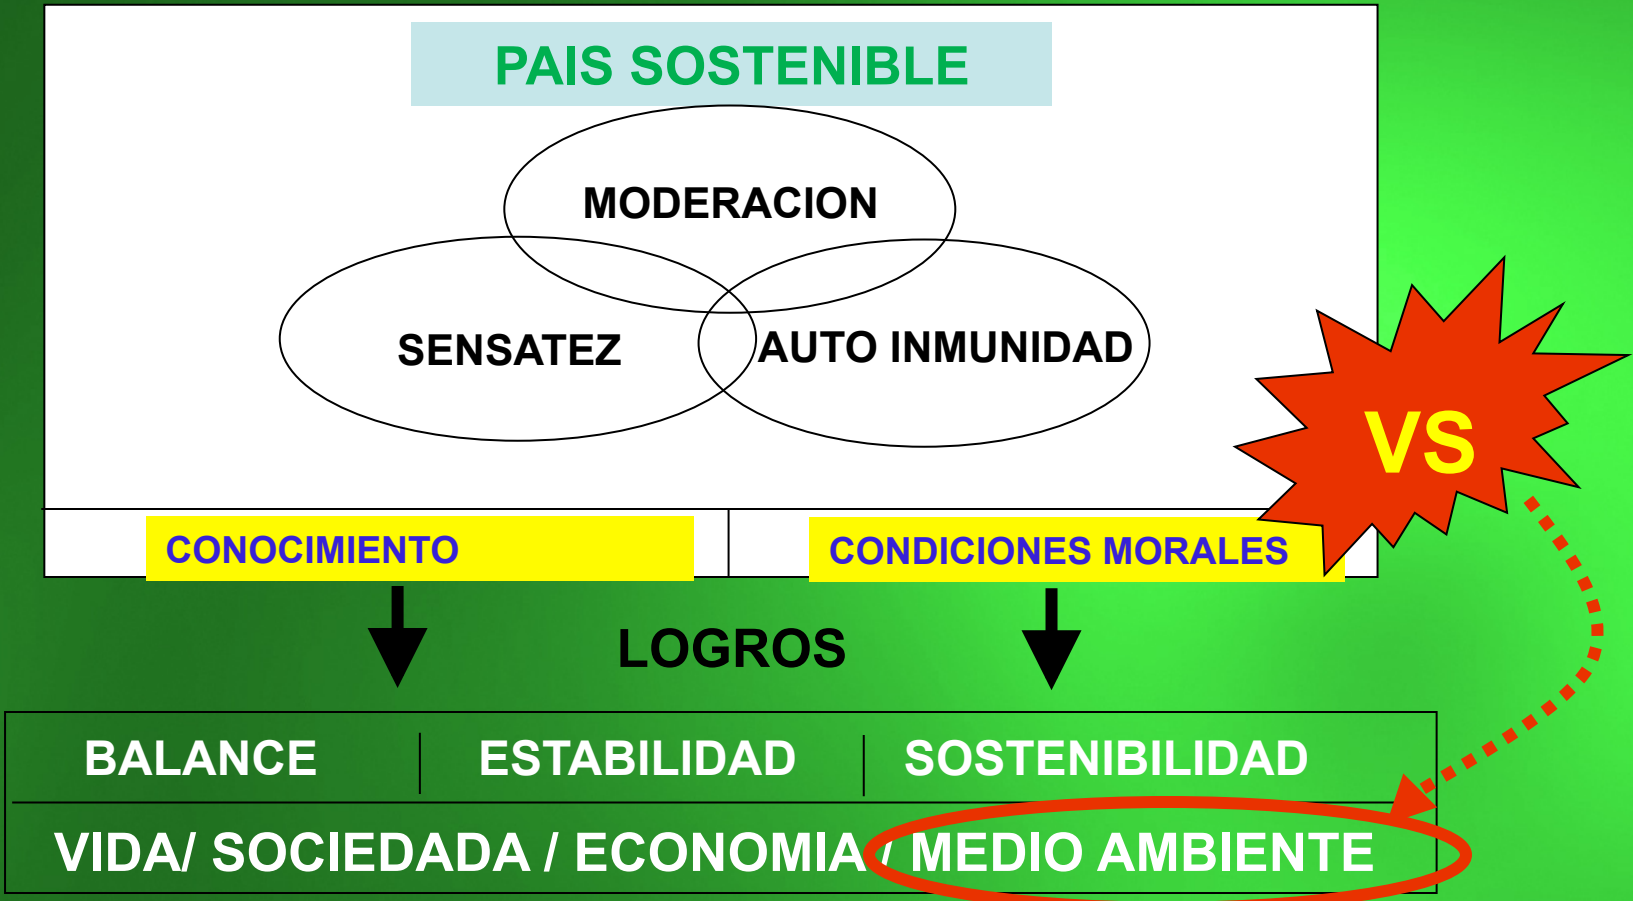 PAIS SOSTENIBLE
MODERACION
SENSATEZ
AUTO INMUNIDAD
VS
CONOCIMIENTO
CONDICIONES MORALES
LOGROS
BALANCE
ESTABILIDAD
SOSTENIBILIDAD
VIDA/ SOCIEDADA / ECONOMIA / MEDIO AMBIENTE